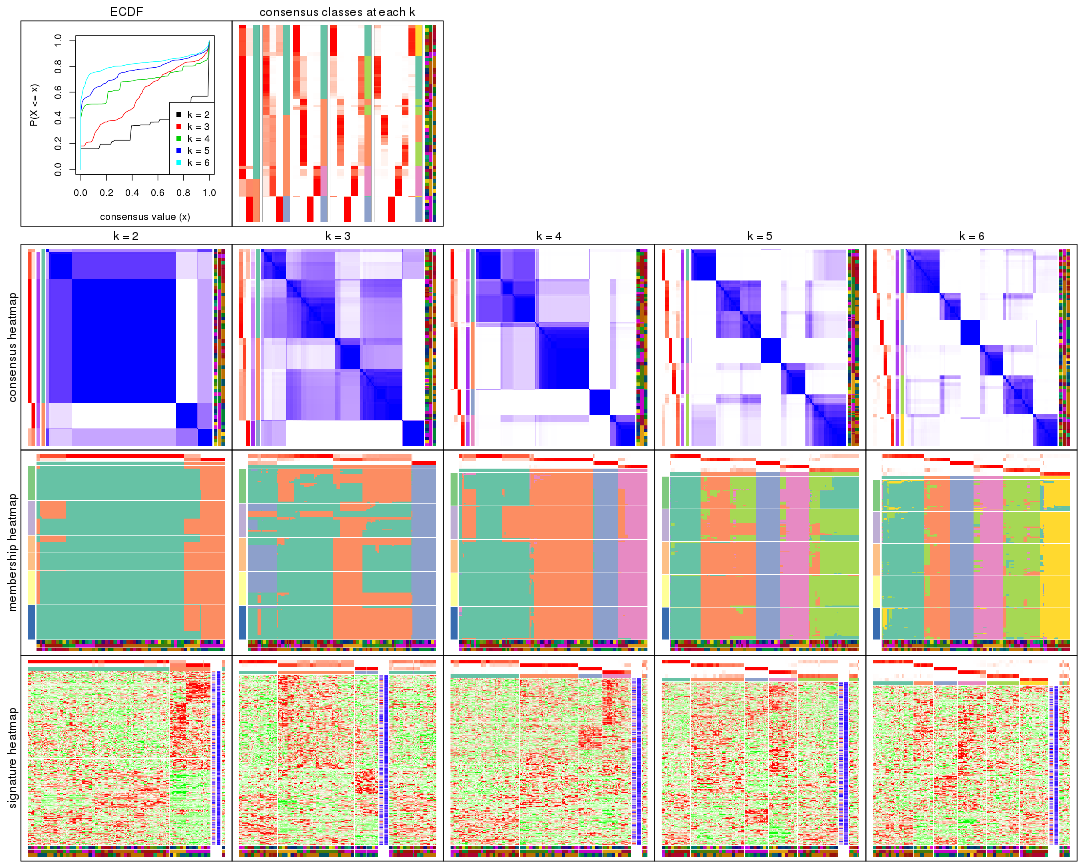 ECDF
consensus classes at each k
P(X <= x)
0.0 0.2 0.4 0.6 0.8 1.0
k = 2
k = 3
k = 4
k = 5
k = 6
0.0 0.2 0.4 0.6 0.8 1.0
consensus value (x)
k = 2 k = 3 k = 4 k = 5 k = 6
consensus heatmap
membership heatmap
signature heatmap